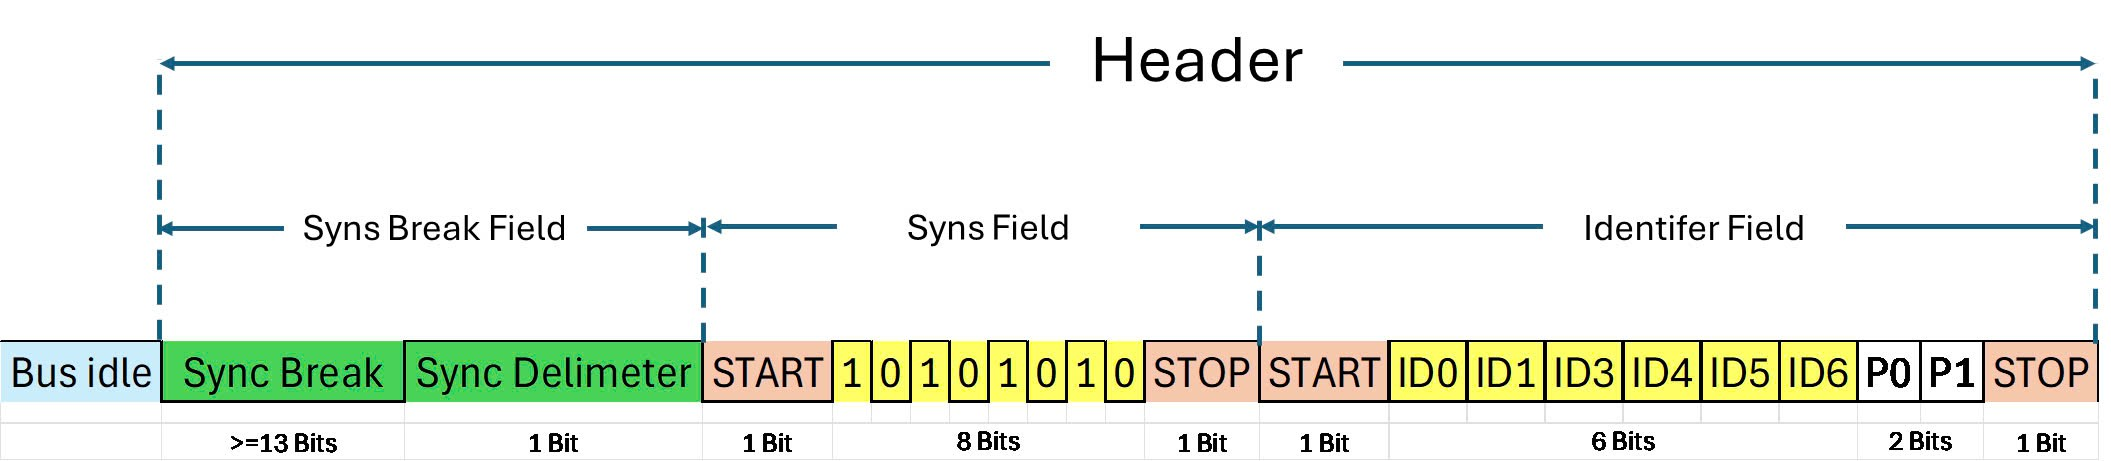 Header
Syns Break Field Syns Field Identifer Field
Bus idle Sync Break Sync Delimeter START 1 0 1 0 1 0 1 0 STOP START ID0 ID1 ID3 ID4 ID5 ID6 P0 P1 STOP
>=13 Bits 1 Bit 1 Bit 8 Bits 1 Bit 1 Bit 6 Bits 2 Bits 1 Bit